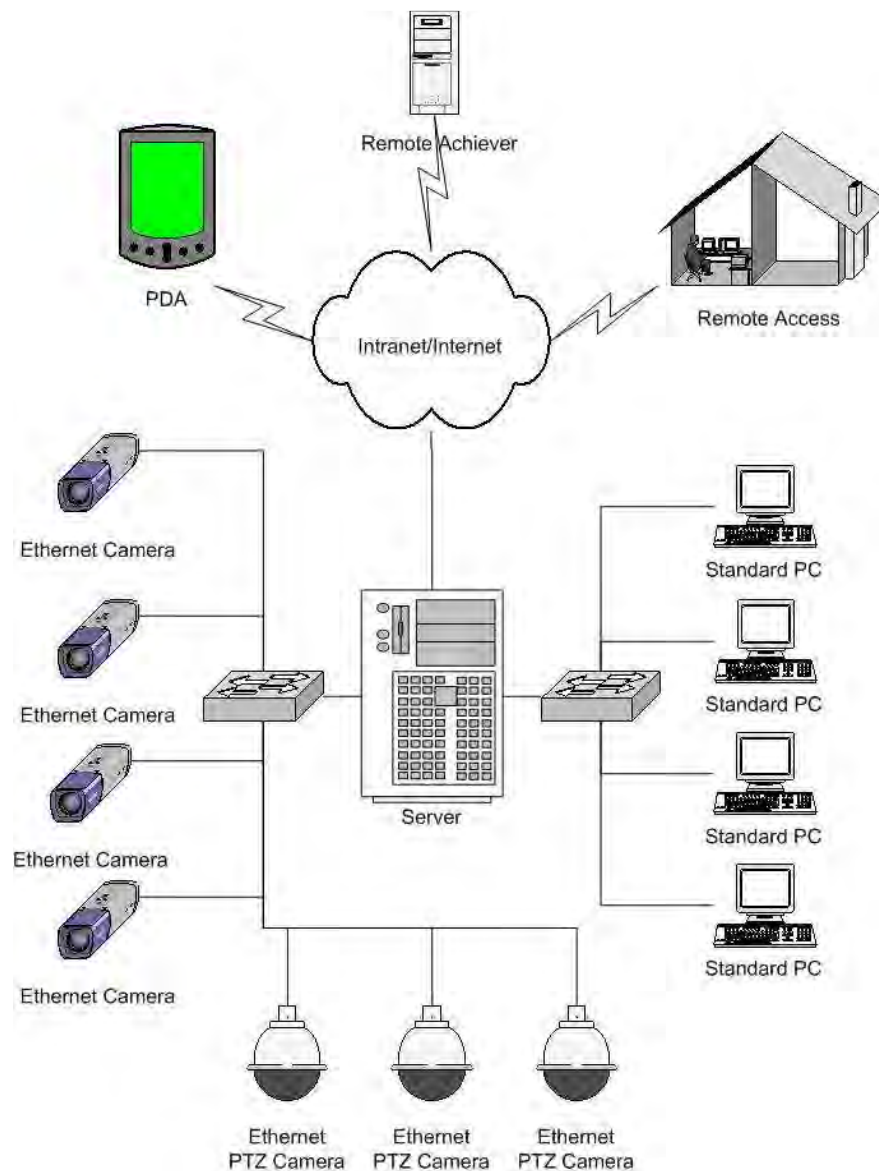 Remote Achiever
PDA
Remote Access
Intranet/Internet
Ethernet Camera
Standard PC
Ethernet Camera
Standard PC
Server
Ethernet Camera
Standard PC
Ethernet Camera
Standard PC
Ethernet
PTZ Camera
Ethernet
PTZ Camera
Ethernet
PTZ Camera